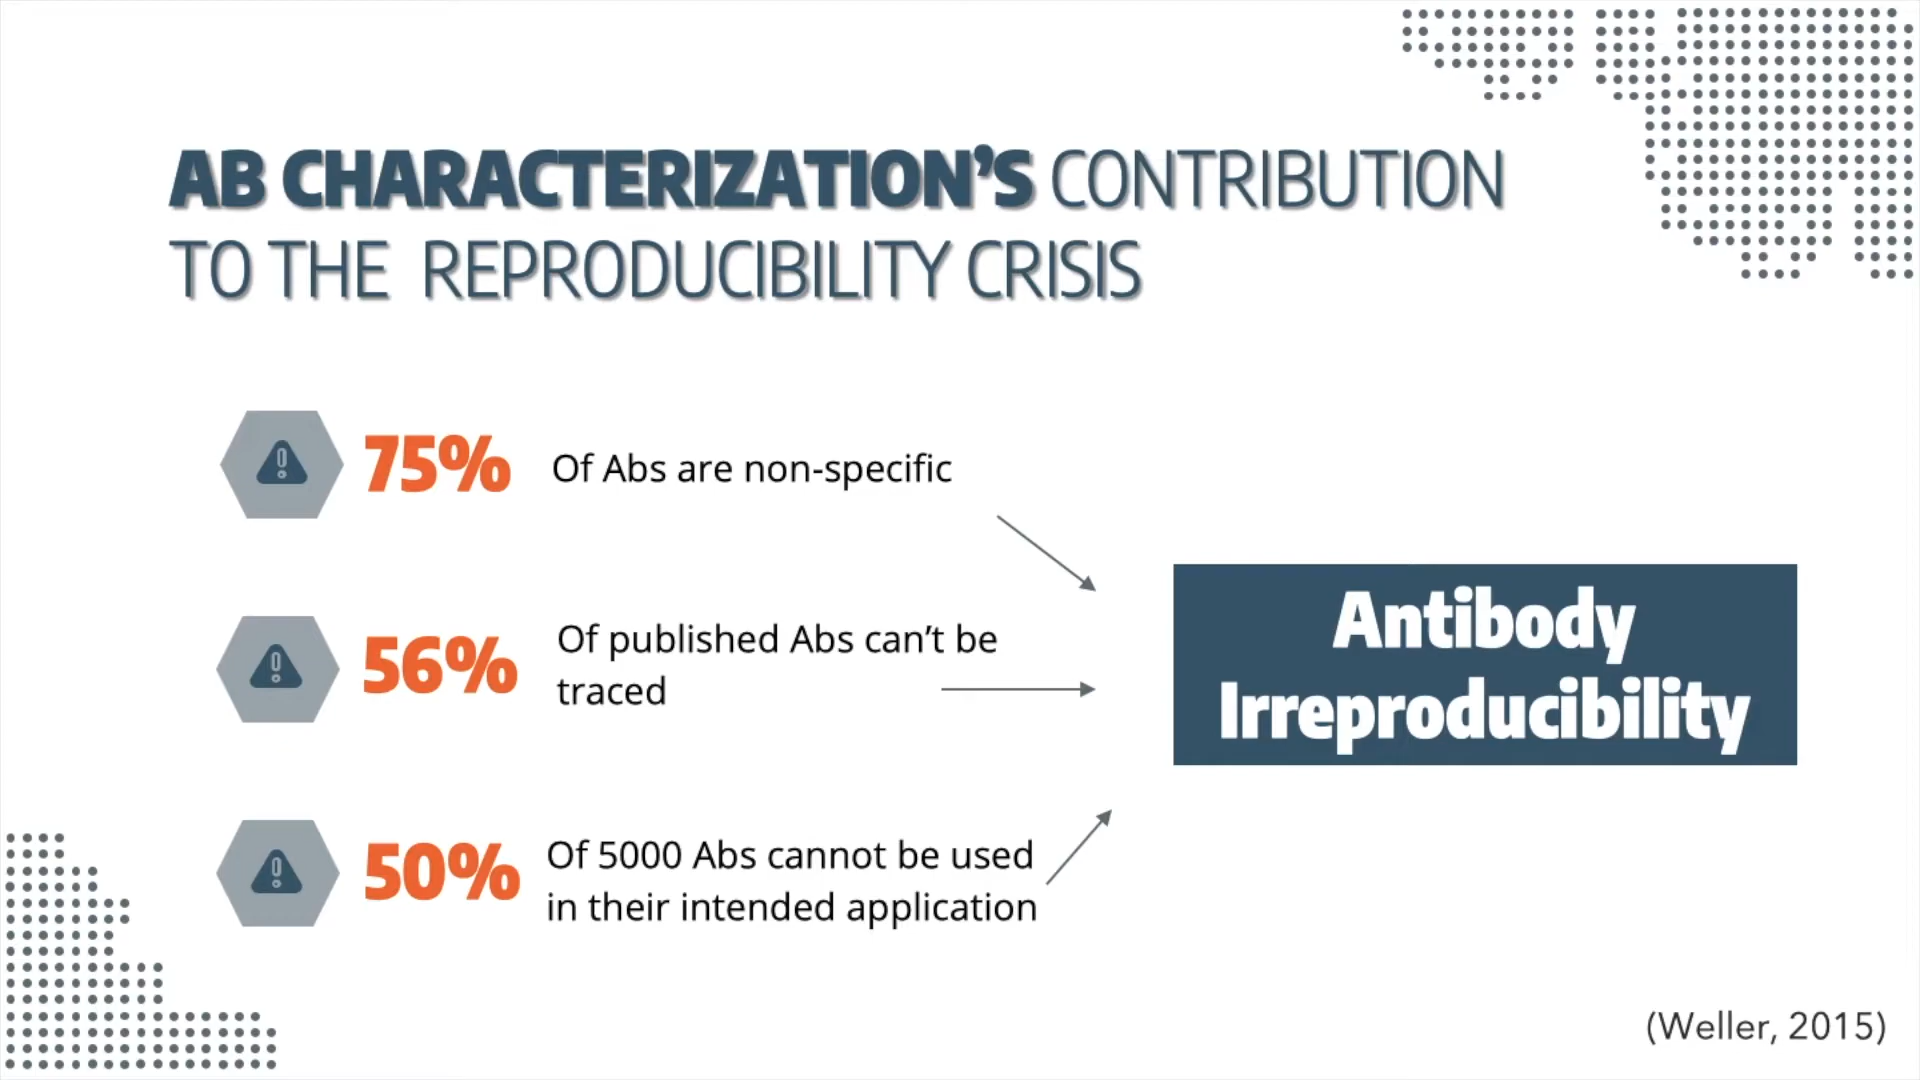 AB CHARACTERIZATION’S CONTRIBUTION
TO THE REPRODUCIBILITY CRISIS
75% Of Abs are non-specific
56% Of published Abs can’t be
traced
50% Of 5000 Abs cannot be used
in their intended application
Antibody
Irreproducibility
(Weller, 2015)